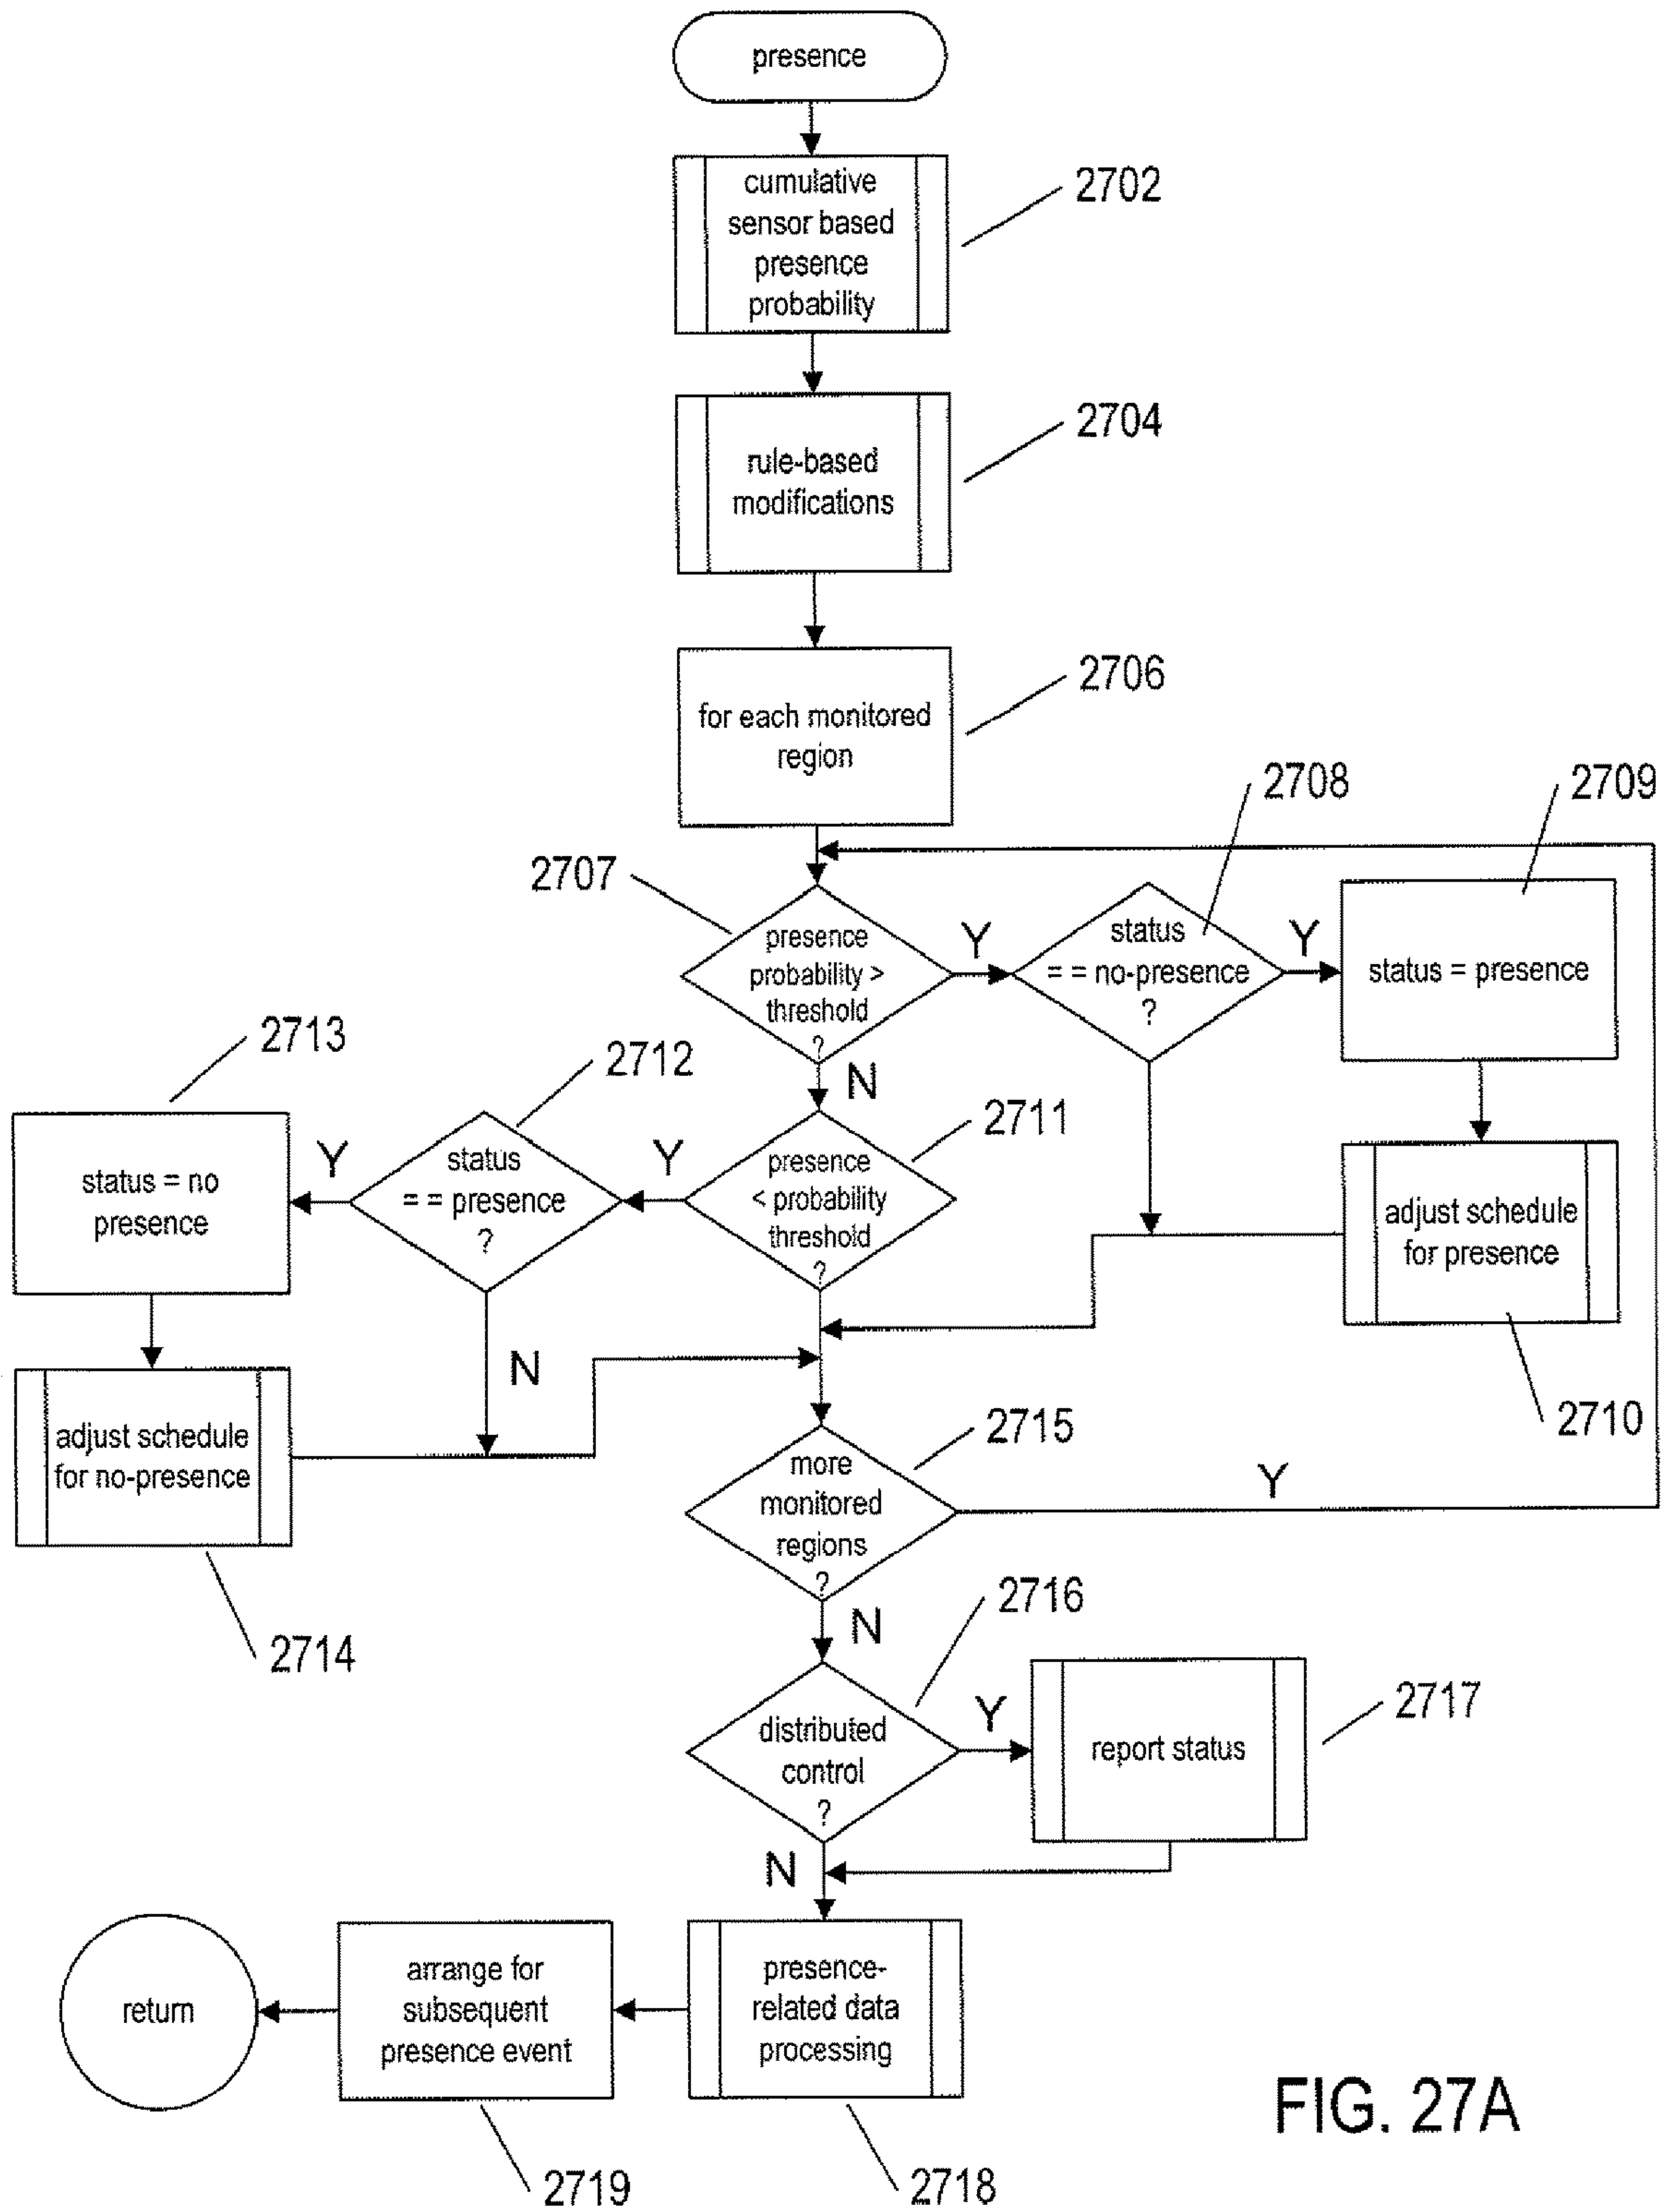 presence
cumulative
sensor based
presence
probability
2702
rule-based
modifications
2704
for each monitored
region
2706
2707
presence
probability >
threshold
?
Y
N
2708
status
= = no-presence
?
Y
2709
status = presence
adjust schedule
for presence
2710
2711
presence
< probability
threshold
?
Y
2712
status
= = presence
?
Y
N
2713
status = no
presence
adjust schedule
for no-presence
2714
2715
more
monitored
regions
?
Y
N
2716
distributed
control
?
Y
N
2717
report status
presence-
related data
processing
2718
arrange for
subsequent
presence event
2719
return
FIG. 27A